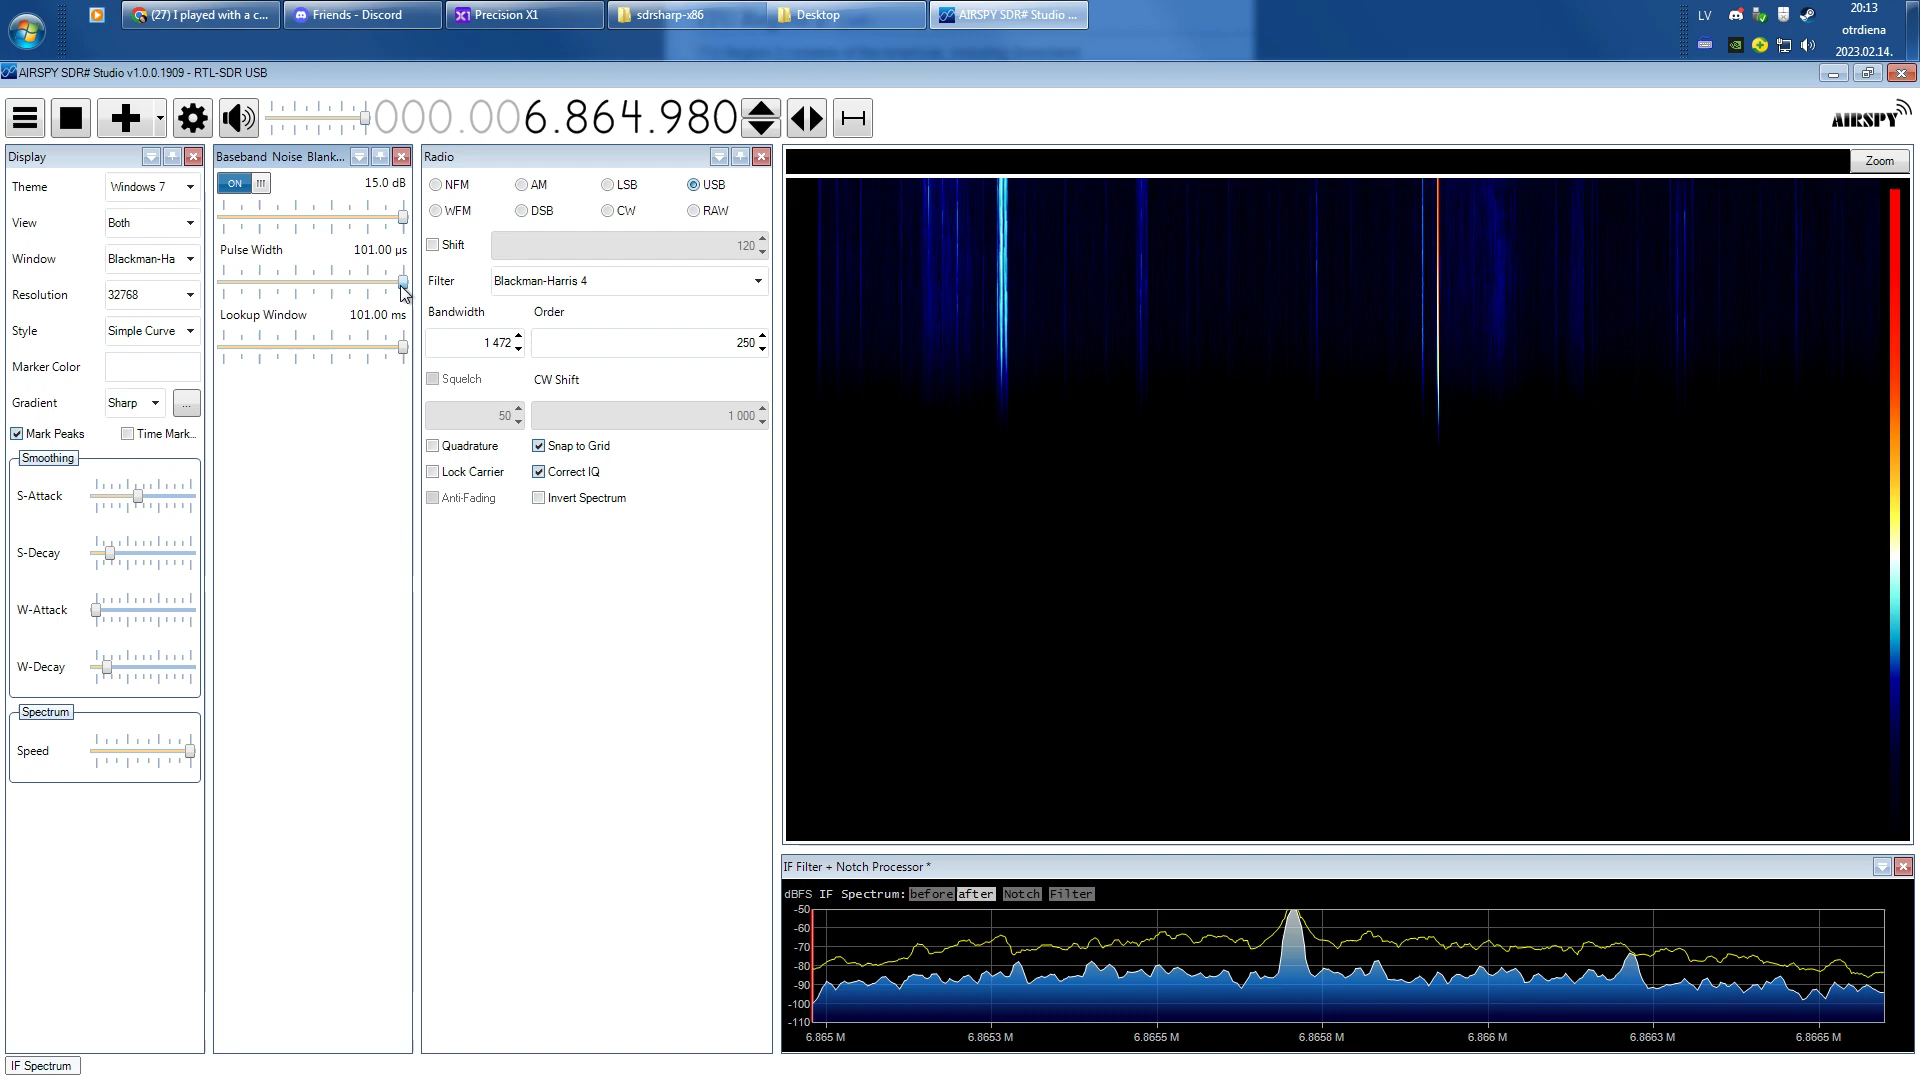 (27) I played with a c...
Friends - Discord
Precision X1
sdrsharp-x86
Desktop
AIRSPY SDR# Studio ...
LV
20:13
otrdiena
2023.02.14.
AIRSPY SDR# Studio v1.0.0.1909 - RTL-SDR USB
000.006.864.980
AIRSPY
Display
Theme
Windows 7
View
Both
Window
Blackman-Ha
Resolution
32768
Style
Simple Curve
Marker Color
Gradient
Sharp
...
Mark Peaks
Time Mark...
Smoothing
S-Attack
S-Decay
W-Attack
W-Decay
Spectrum
Speed
Baseband Noise Blank...
ON
15.0 dB
Pulse Width
101.00 µs
Lookup Window
101.00 ms
Radio
NFM
AM
LSB
USB
WFM
DSB
CW
RAW
Shift
120
Filter
Blackman-Harris 4
Bandwidth
Order
1 472
250
Squelch
CW Shift
50
1 000
Quadrature
Snap to Grid
Lock Carrier
Correct IQ
Anti-Fading
Invert Spectrum
Zoom
IF Filter + Notch Processor *
dBFS IF Spectrum: before after Notch Filter
-50
-60
-70
-80
-90
-100
-110
6.865 M
6.8653 M
6.8655 M
6.8658 M
6.866 M
6.8663 M
6.8665 M
IF Spectrum